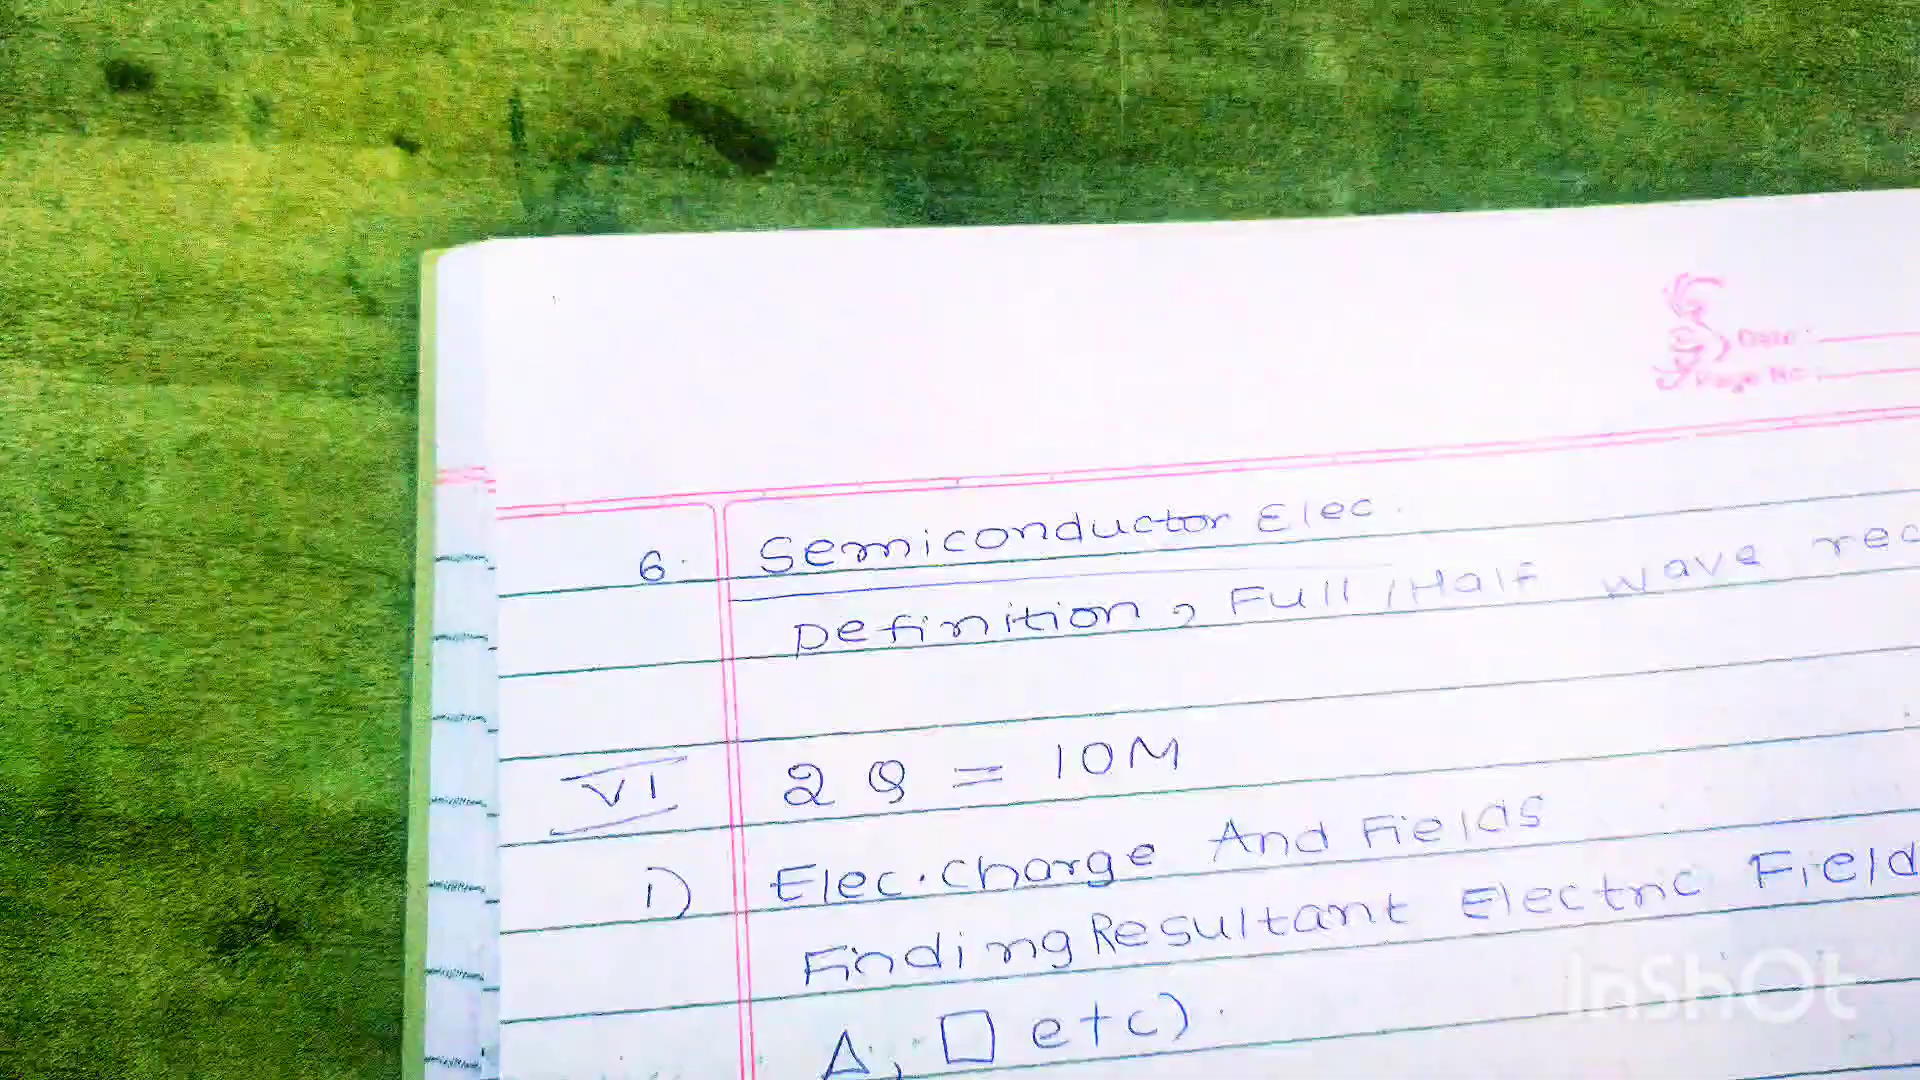 Date :
Page No :
6. Semiconductor Elec.
Definition, Full / Half wave rec
VI 2 Q = 10M
1) Elec. Charge And Fields
Finding Resultant Electric Field
Δ, □ etc).
InShOt